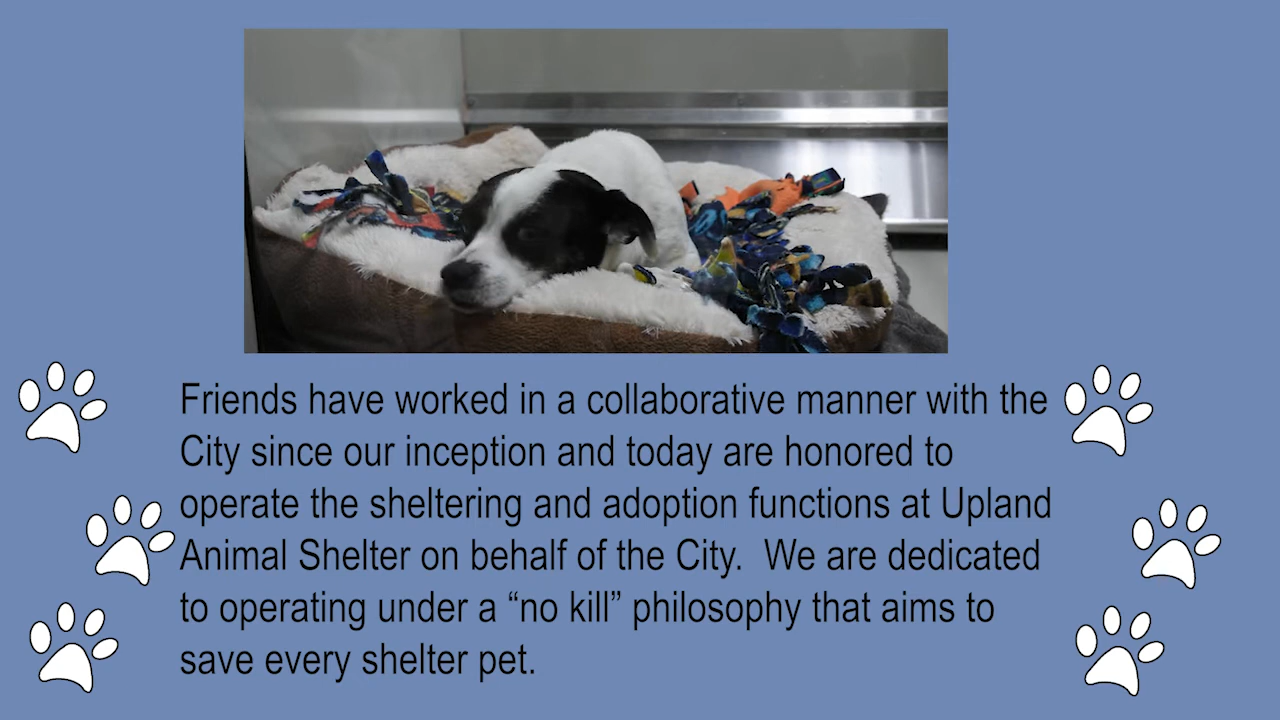 Friends have worked in a collaborative manner with the
City since our inception and today are honored to
operate the sheltering and adoption functions at Upland
Animal Shelter on behalf of the City.  We are dedicated
to operating under a “no kill” philosophy that aims to
save every shelter pet.